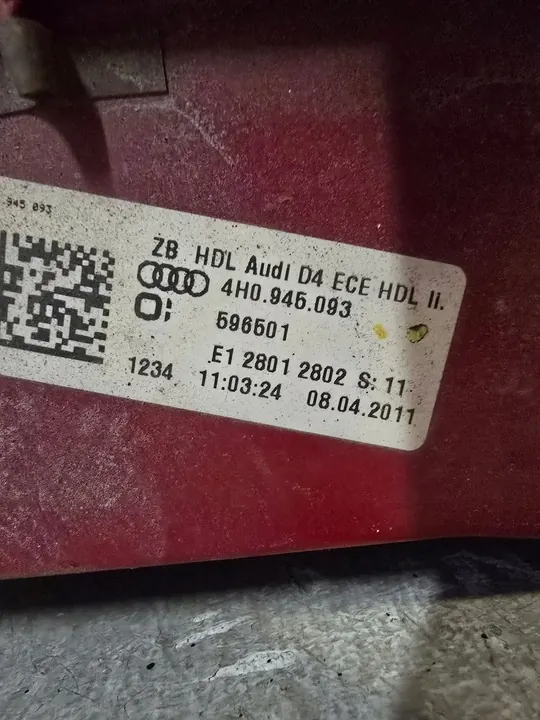 945 093
ZB HDL Audi D4 ECE HDL li.
4H0.945.093
596501
E1 2801 2802 S: 11
1234 11:03:24 08.04.2011